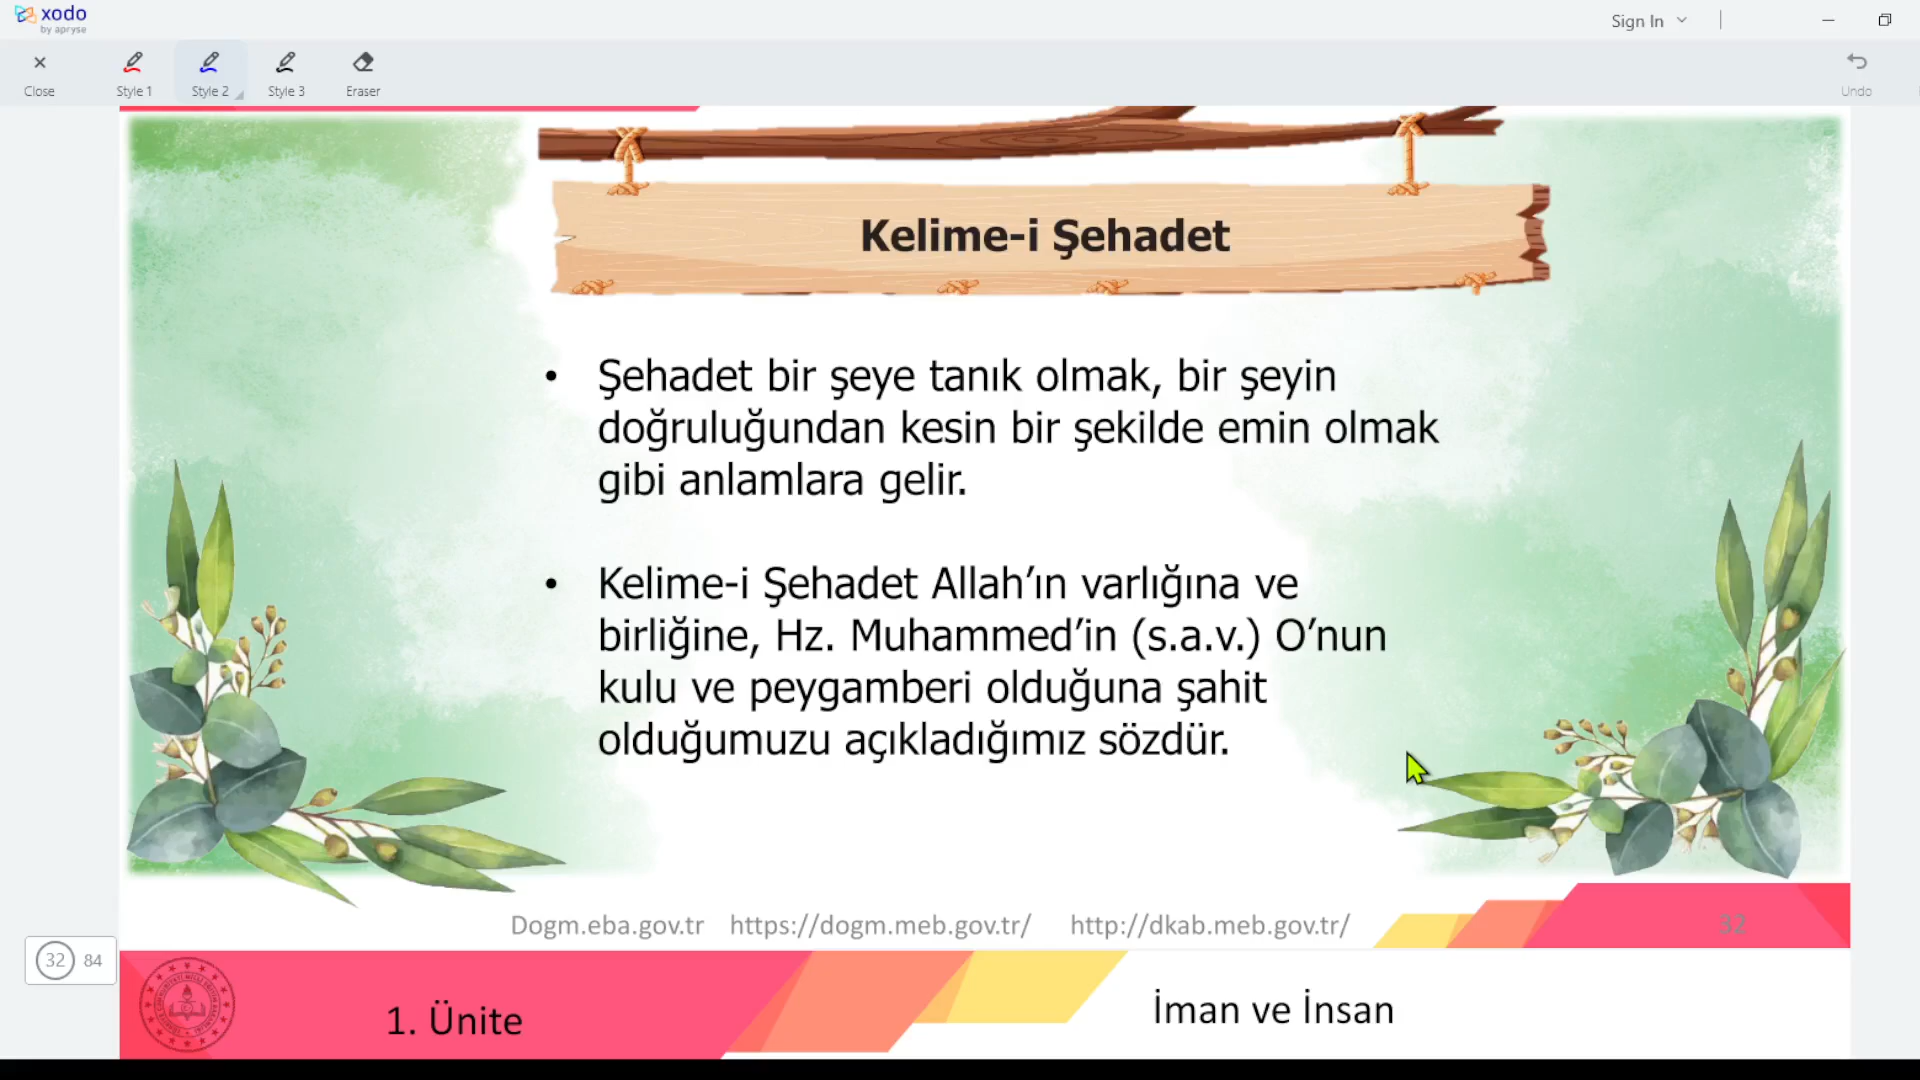 xodo
by apryse
Sign In
Close
Style 1
Style 2
Style 3
Eraser
Undo
Kelime-i Şehadet
• Şehadet bir şeye tanık olmak, bir şeyin
doğruluğundan kesin bir şekilde emin olmak
gibi anlamlara gelir.
• Kelime-i Şehadet Allah’ın varlığına ve
birliğine, Hz. Muhammed’in (s.a.v.) O’nun
kulu ve peygamberi olduğuna şahit
olduğumuzu açıkladığımız sözdür.
Dogm.eba.gov.tr https://dogm.meb.gov.tr/ http://dkab.meb.gov.tr/
32
32 84
1. Ünite
İman ve İnsan